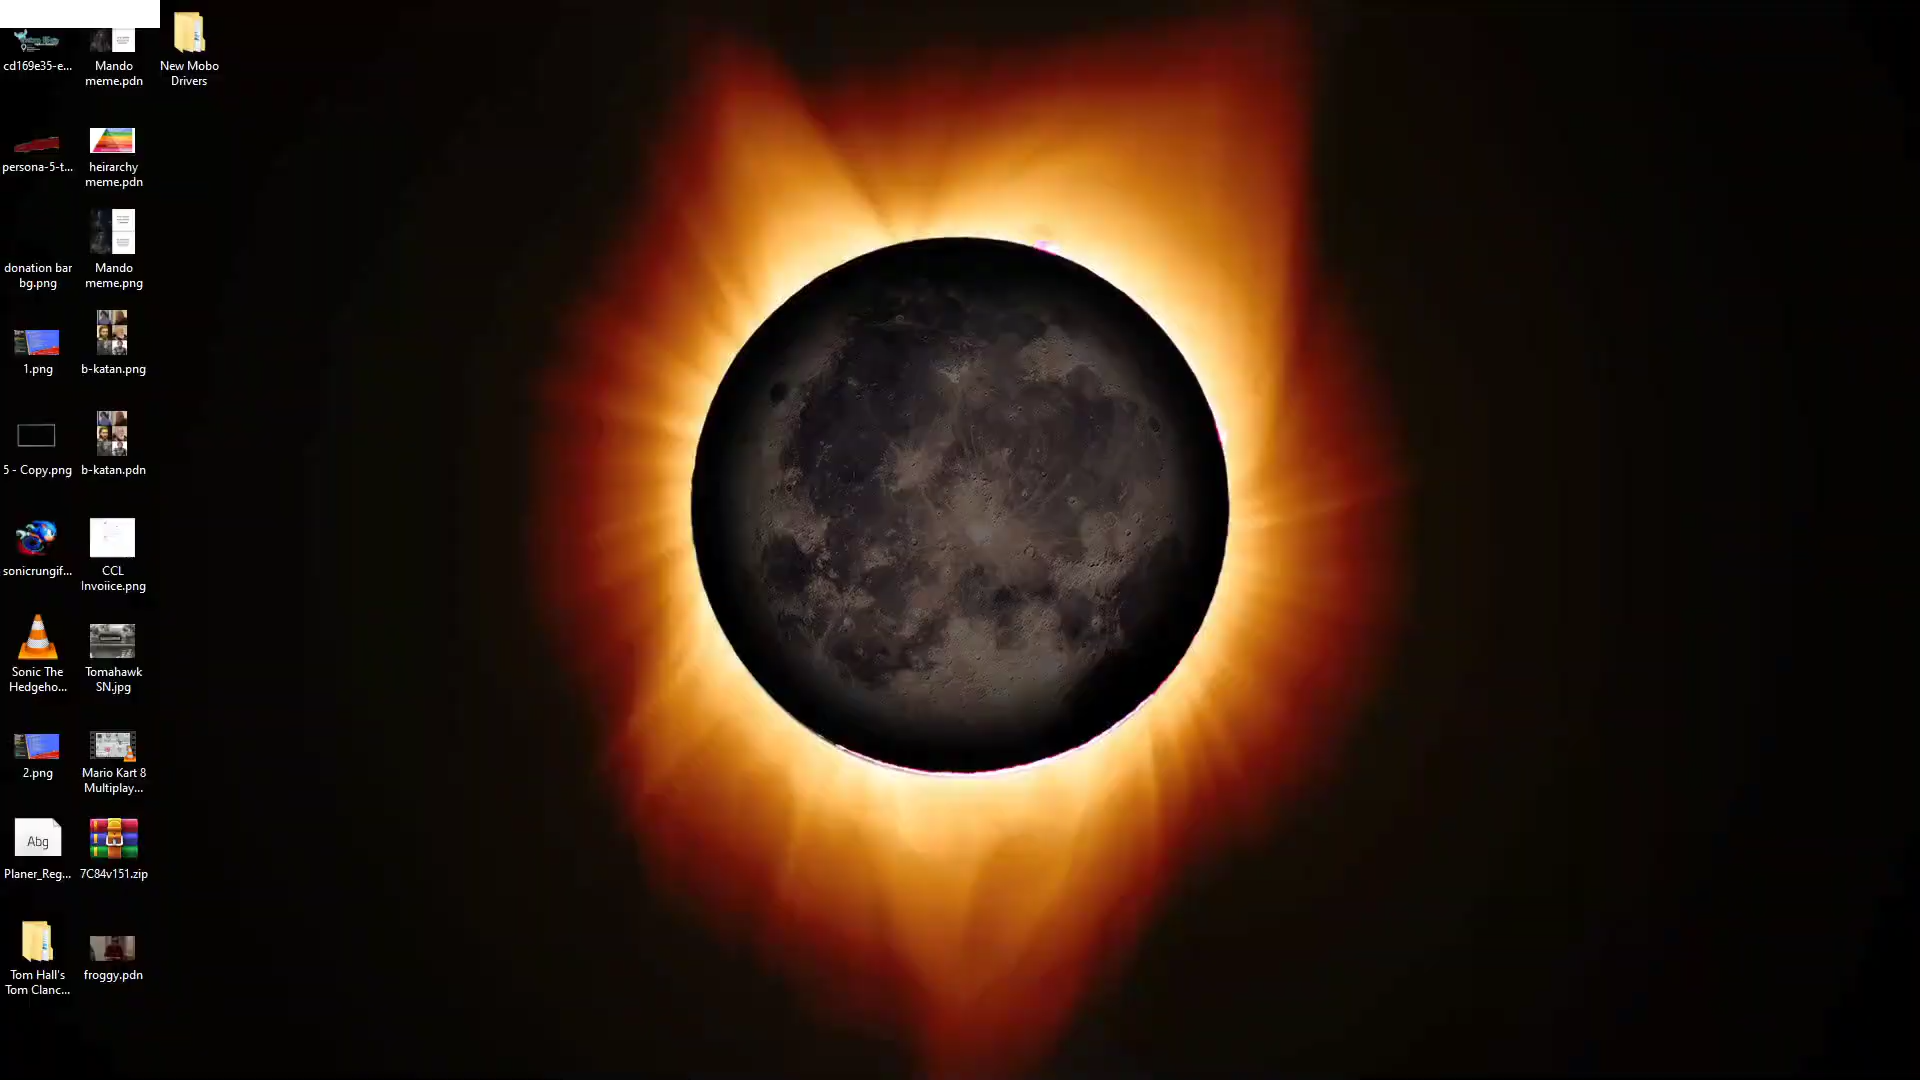 cd169e35-e...
Mando
meme.pdn
New Mobo
Drivers
persona-5-t...
heirarchy
meme.pdn
donation bar
bg.png
Mando
meme.png
1.png
b-katan.png
5 - Copy.png
b-katan.pdn
sonicrungif...
CCL
Invoiice.png
Sonic The
Hedgeho...
Tomahawk
SN.jpg
2.png
Mario Kart 8
Multiplay...
Abg
Planer_Reg...
7C84v151.zip
Tom Hall's
Tom Clanc...
froggy.pdn